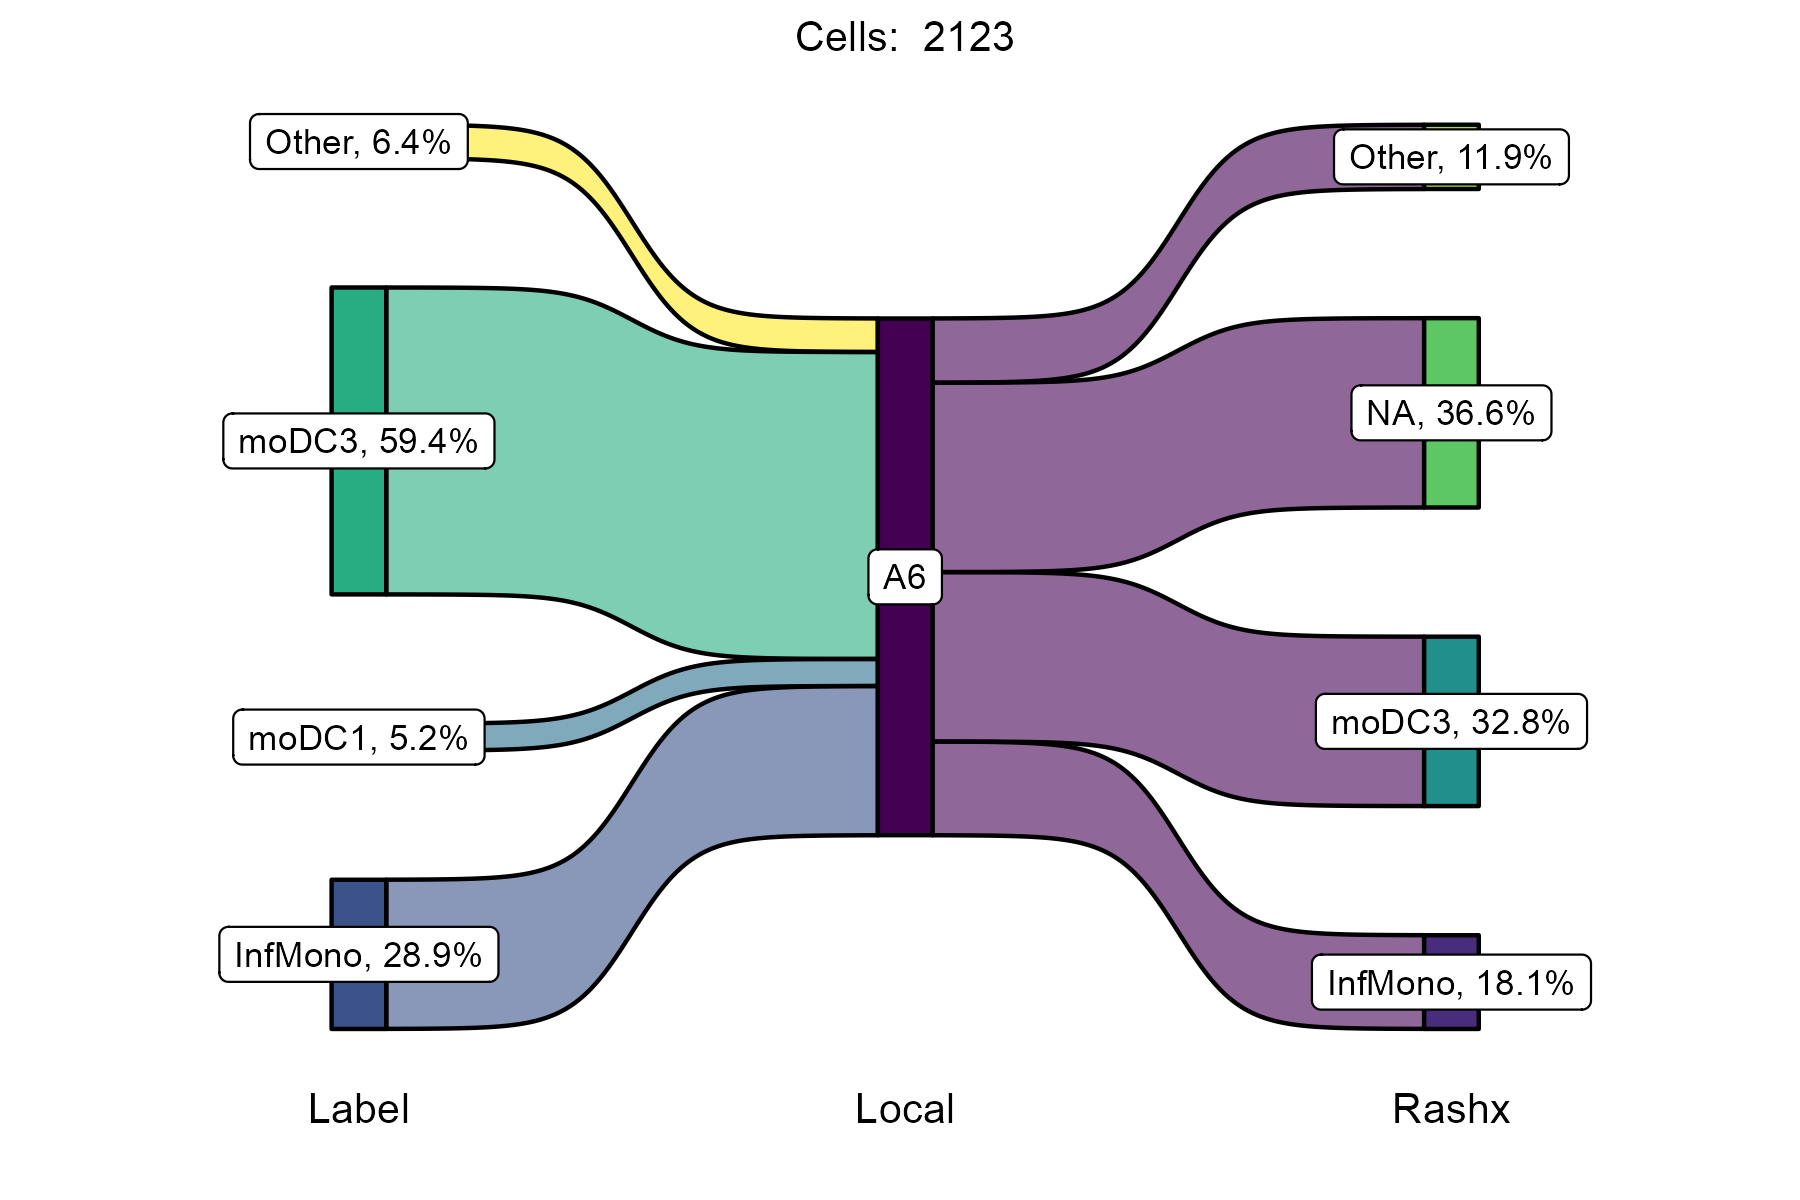 Cells:  2123
Other, 6.4%
moDC3, 59.4%
moDC1, 5.2%
InfMono, 28.9%
A6
Other, 11.9%
NA, 36.6%
moDC3, 32.8%
InfMono, 18.1%
Label
Local
Rashx